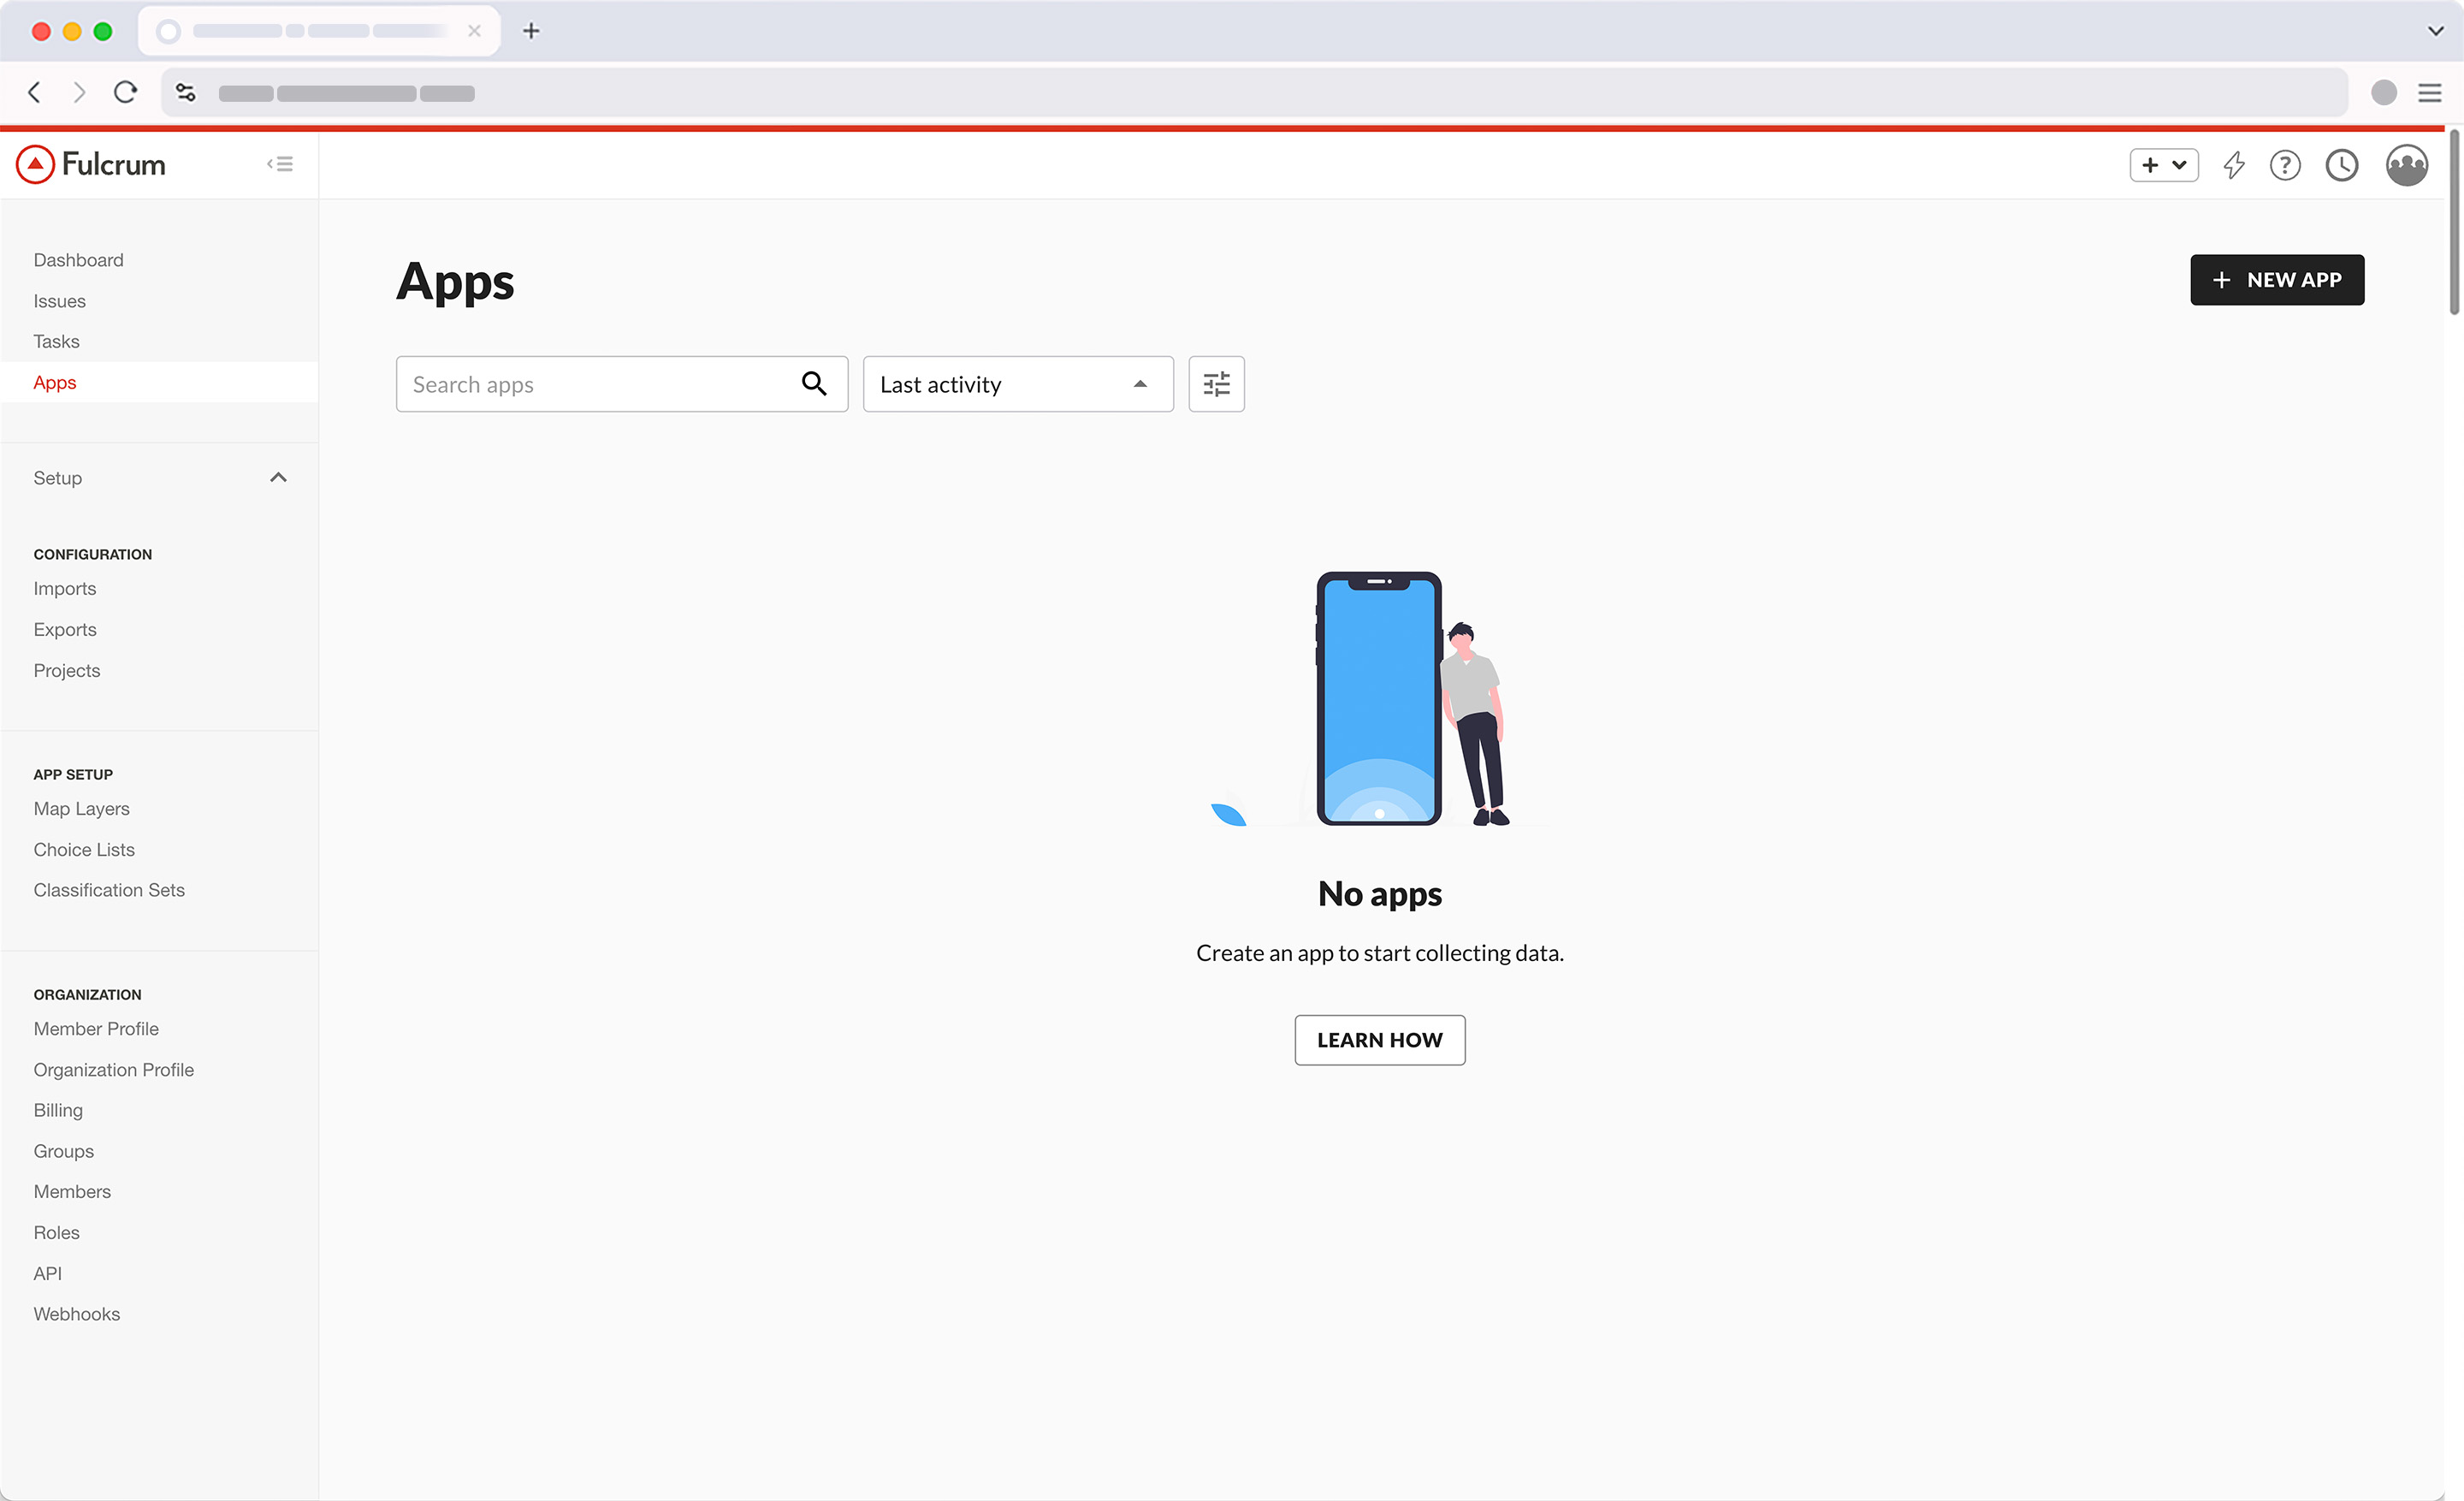 Fulcrum
Dashboard
Issues
Tasks
Apps
Setup
CONFIGURATION
Imports
Exports
Projects
APP SETUP
Map Layers
Choice Lists
Classification Sets
ORGANIZATION
Member Profile
Organization Profile
Billing
Groups
Members
Roles
API
Webhooks
Apps
+ NEW APP
Search apps
Last activity
No apps
Create an app to start collecting data.
LEARN HOW